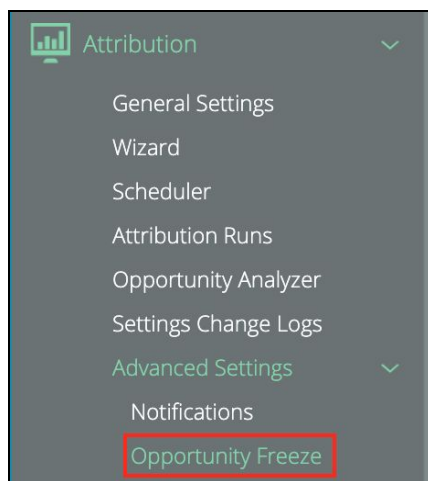 Attribution
General Settings
Wizard
Scheduler
Attribution Runs
Opportunity Analyzer
Settings Change Logs
Advanced Settings
Notifications
Opportunity Freeze